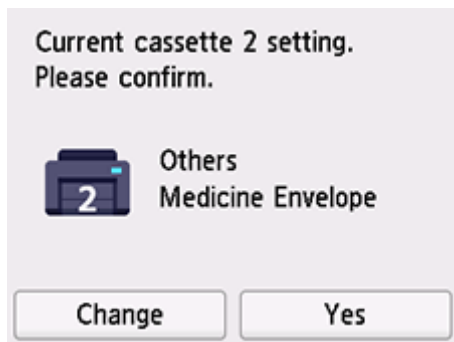 Current cassette 2 setting.
Please confirm.
2
Others
Medicine Envelope
Change
Yes